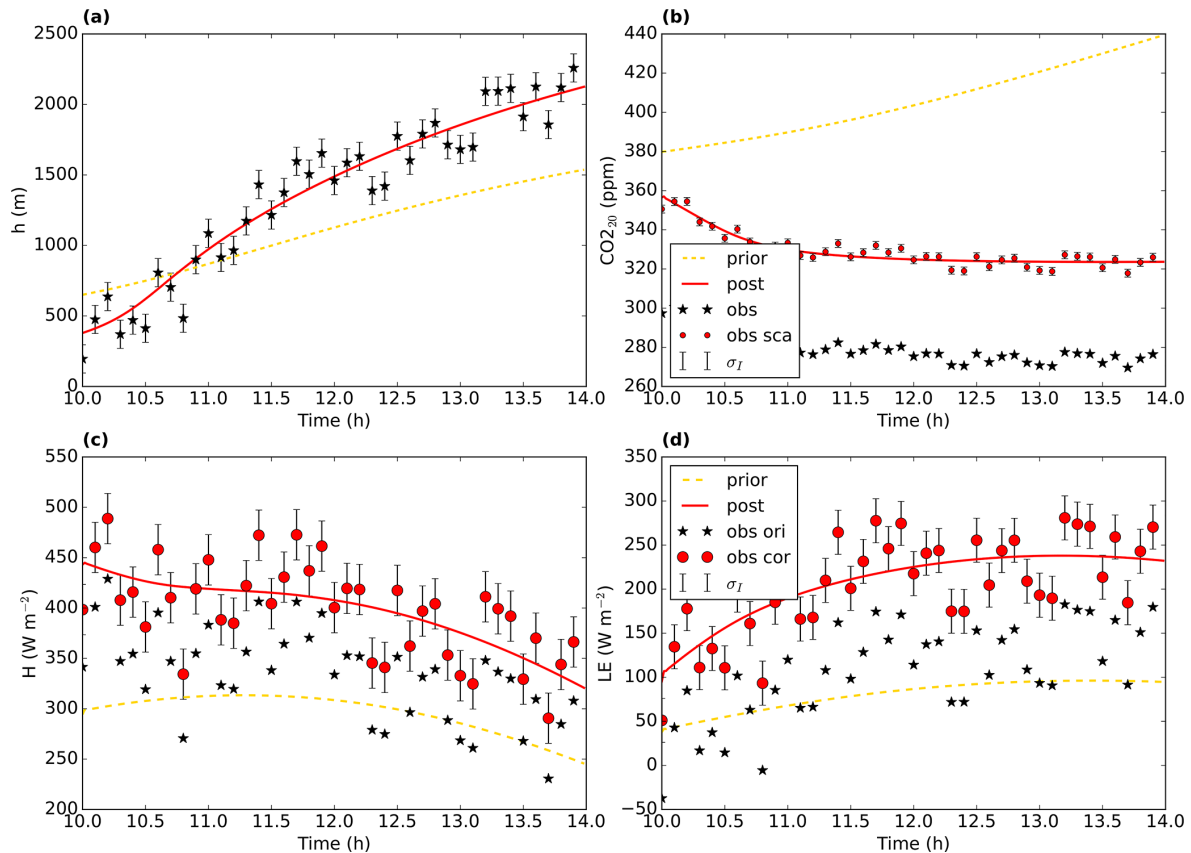 (a)
h (m)
2500
2000
1500
1000
500
0
10.0 10.5 11.0 11.5 12.0 12.5 13.0 13.5 14.0
Time (h)
(b)
CO2₂₀ (ppm)
440
420
400
380
360
340
320
300
280
260
prior
post
obs
obs sca
σ_I
10.0 10.5 11.0 11.5 12.0 12.5 13.0 13.5 14.0
Time (h)
(c)
H (W m⁻²)
550
500
450
400
350
300
250
200
10.0 10.5 11.0 11.5 12.0 12.5 13.0 13.5 14.0
Time (h)
(d)
LE (W m⁻²)
350
300
250
200
150
100
50
0
−50
prior
post
obs ori
obs cor
σ_I
10.0 10.5 11.0 11.5 12.0 12.5 13.0 13.5 14.0
Time (h)